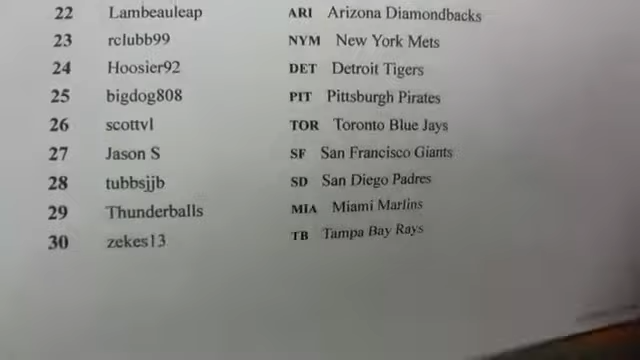 22 Lambeauleap ARI Arizona Diamondbacks
23 rclubb99 NYM New York Mets
24 Hoosier92 DET Detroit Tigers
25 bigdog808 PIT Pittsburgh Pirates
26 scottvl TOR Toronto Blue Jays
27 Jason S SF San Francisco Giants
28 tubbsjjb SD San Diego Padres
29 Thunderballs MIA Miami Marlins
30 zekes13 TB Tampa Bay Rays